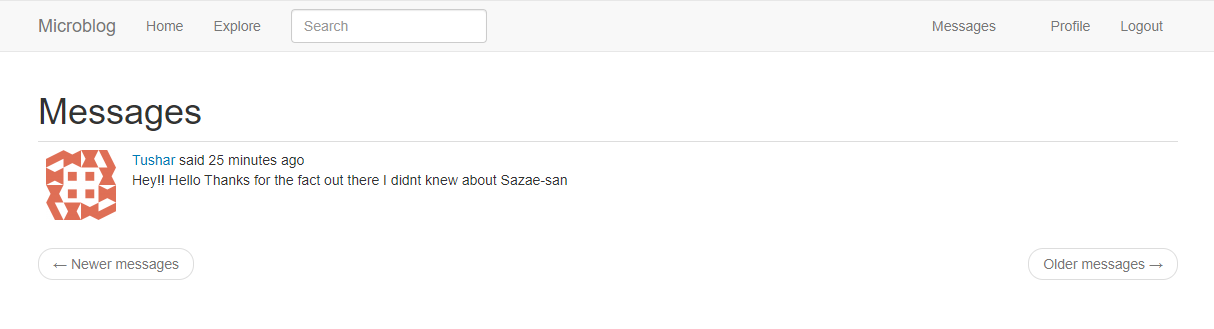 Microblog Home Explore Search Messages Profile Logout
Messages
Tushar said 25 minutes ago
Hey!! Hello Thanks for the fact out there I didnt knew about Sazae-san
← Newer messages Older messages →